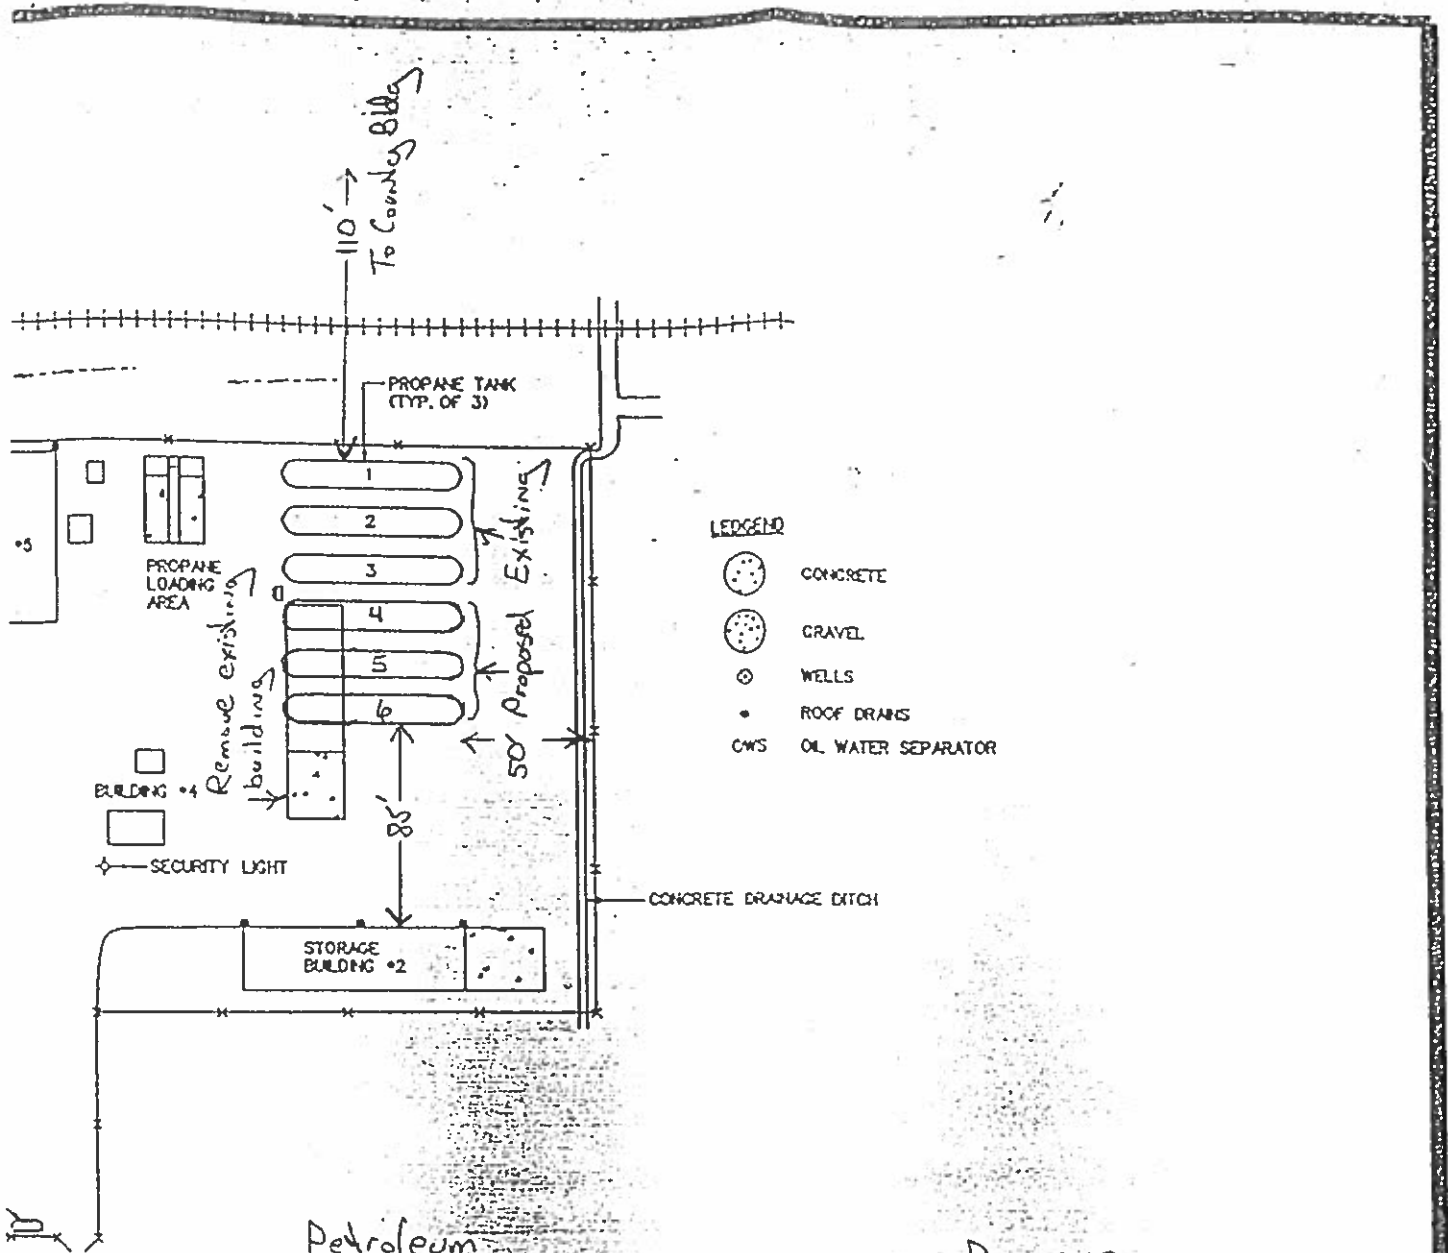 110'
To County Bldg
PROPANE TANK
(TYP. OF 3)
1
2
3
4
5
6
Existing
Proposed
*5
PROPANE
LOADING
AREA
Remove existing
building
50'
85'
BUILDING *4
SECURITY LIGHT
STORAGE
BUILDING *2
CONCRETE DRANAGE DITCH
LEDGEND
CONCRETE
GRAVEL
WELLS
ROOF DRAINS
OWS OIL WATER SEPARATOR
Petroleum